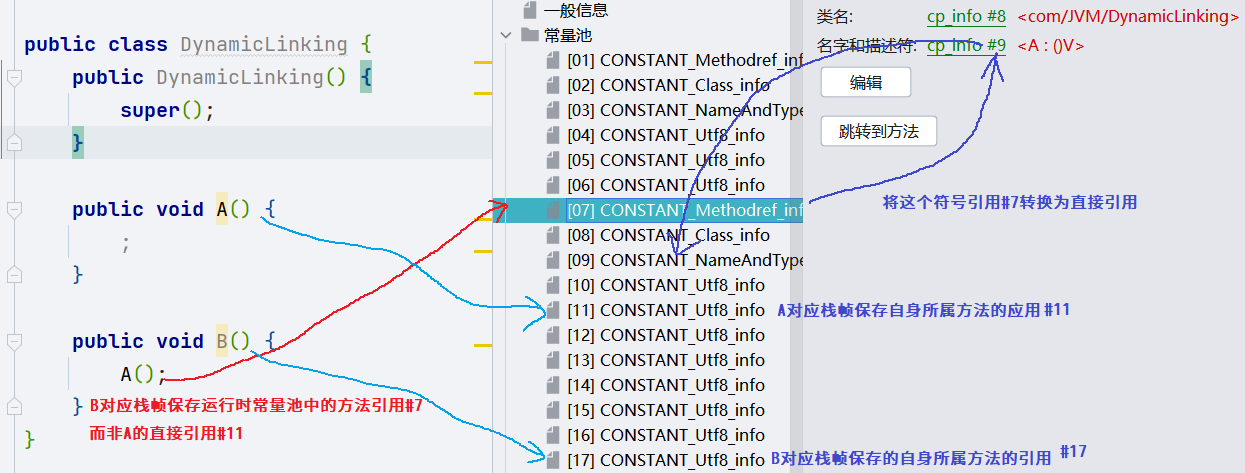 public class DynamicLinking {
public DynamicLinking() {
super();
}
public void A() {
;
}
public void B() {
A();
}
}
B对应栈帧保存运行时常量池中的方法引用#7
而非A的直接引用#11
一般信息
常量池
[01] CONSTANT_Methodref_inf
[02] CONSTANT_Class_info
[03] CONSTANT_NameAndType
[04] CONSTANT_Utf8_info
[05] CONSTANT_Utf8_info
[06] CONSTANT_Utf8_info
[07] CONSTANT_Methodref_inf
[08] CONSTANT_Class_info
[09] CONSTANT_NameAndType
[10] CONSTANT_Utf8_info
[11] CONSTANT_Utf8_info
[12] CONSTANT_Utf8_info
[13] CONSTANT_Utf8_info
[14] CONSTANT_Utf8_info
[15] CONSTANT_Utf8_info
[16] CONSTANT_Utf8_info
[17] CONSTANT_Utf8_info
类名: cp_info #8 <com/JVM/DynamicLinking>
名字和描述符: cp_info #9 <A : ()V>
编辑
跳转到方法
将这个符号引用#7转换为直接引用
A对应栈帧保存自身所属方法的应用 #11
B对应栈帧保存的自身所属方法的引用 #17